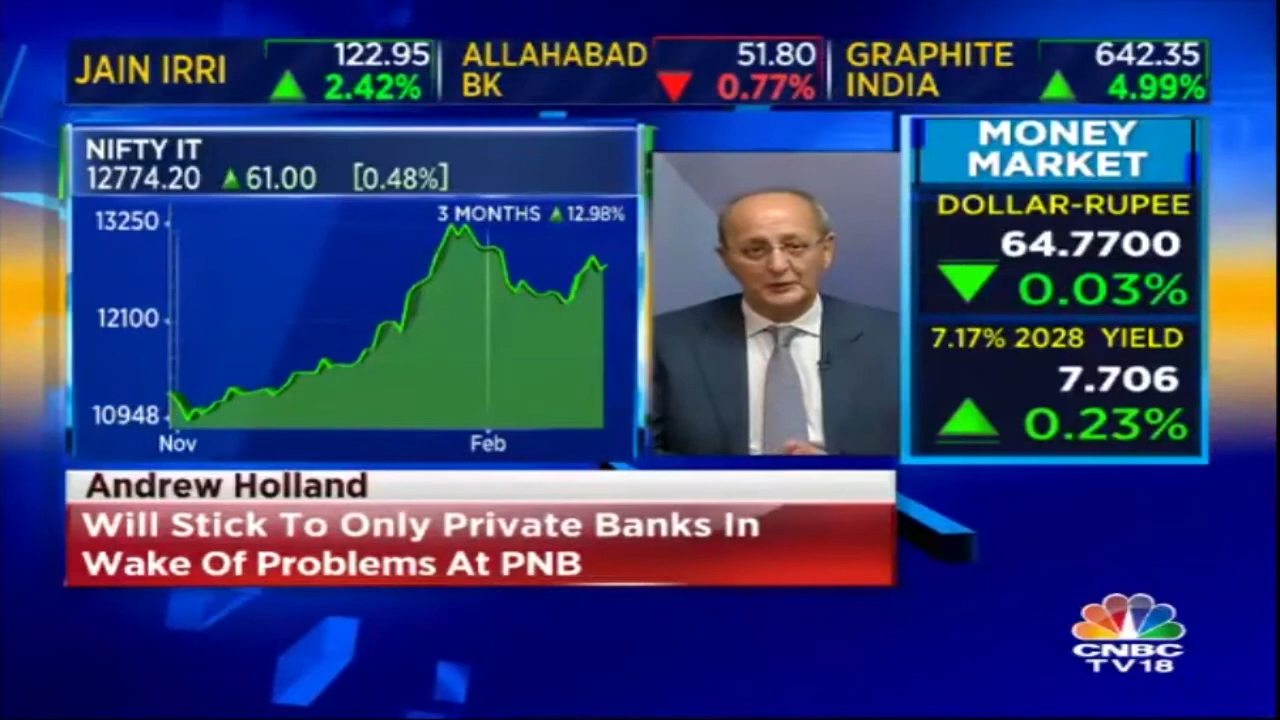 JAIN IRRI
122.95
2.42%
ALLAHABAD
BK
51.80
0.77%
GRAPHITE
INDIA
642.35
4.99%
NIFTY IT
12774.20 61.00 [0.48%]
3 MONTHS 12.98%
13250
12100
10948
Nov Feb
MONEY
MARKET
DOLLAR-RUPEE
64.7700
0.03%
7.17% 2028 YIELD
7.706
0.23%
Andrew Holland
Will Stick To Only Private Banks In
Wake Of Problems At PNB
CNBC
TV18